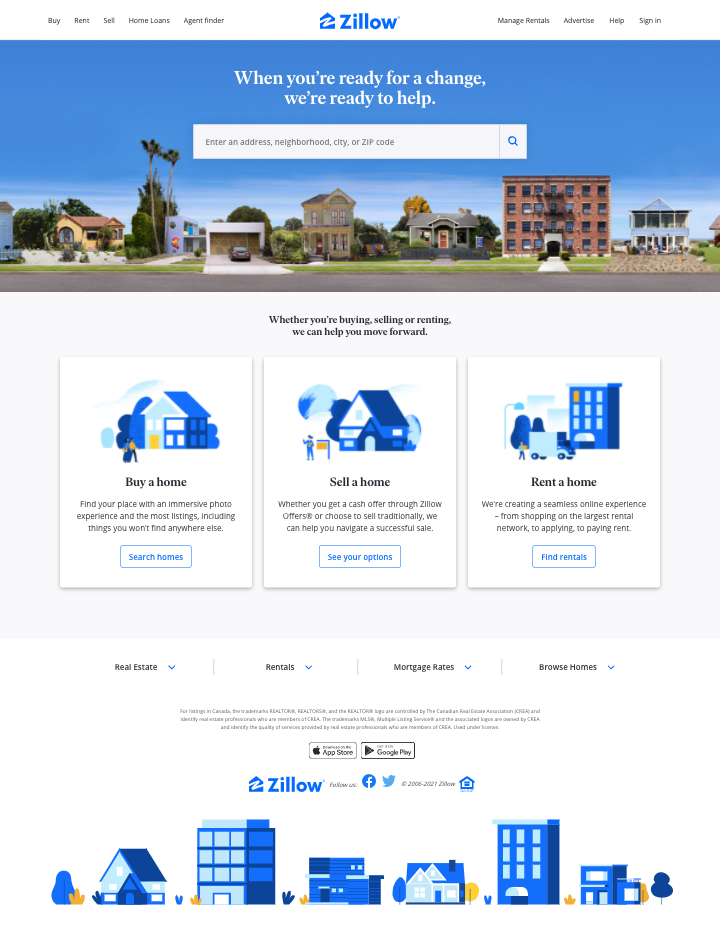 Buy Rent Sell Home Loans Agent finder Zillow Manage Rentals Advertise Help Sign in
When you're ready for a change,
we're ready to help.
Enter an address, neighborhood, city, or ZIP code
Whether you're buying, selling or renting,
we can help you move forward.
Buy a home
Find your place with an immersive photo
experience and the most listings, including
things you won't find anywhere else.
Search homes
Sell a home
Whether you get a cash offer through Zillow
Offers® or choose to sell traditionally, we
can help you navigate a successful sale.
See your options
Rent a home
We're creating a seamless online experience
– from shopping on the largest rental
network, to applying, to paying rent.
Find rentals
Real Estate Rentals Mortgage Rates Browse Homes
For listings in Canada, the trademarks REALTOR®, REALTORS®, and the REALTOR® logo are controlled by The Canadian Real Estate Association (CREA) and
identify real estate professionals who are members of CREA. The trademarks MLS®, Multiple Listing Service® and the associated logos are owned by CREA
and identify the quality of services provided by real estate professionals who are members of CREA. Used under license.
Download on the
App Store
GET IT ON
Google Play
Zillow® Follow us: © 2006-2021 Zillow